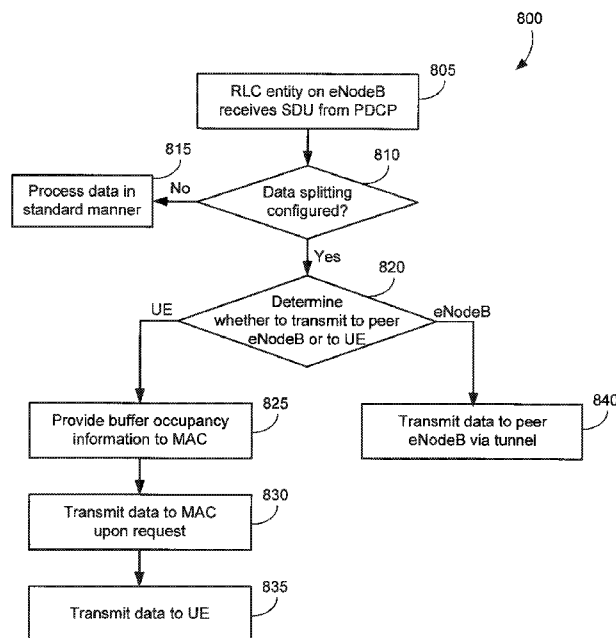 800
RLC entity on eNodeB
receives SDU from PDCP
805
815
Process data in
standard manner
No
810
Data splitting
configured?
Yes
820
Determine
whether to transmit to peer
eNodeB or to UE
UE
eNodeB
825
Provide buffer occupancy
information to MAC
840
Transmit data to peer
eNodeB via tunnel
830
Transmit data to MAC
upon request
835
Transmit data to UE